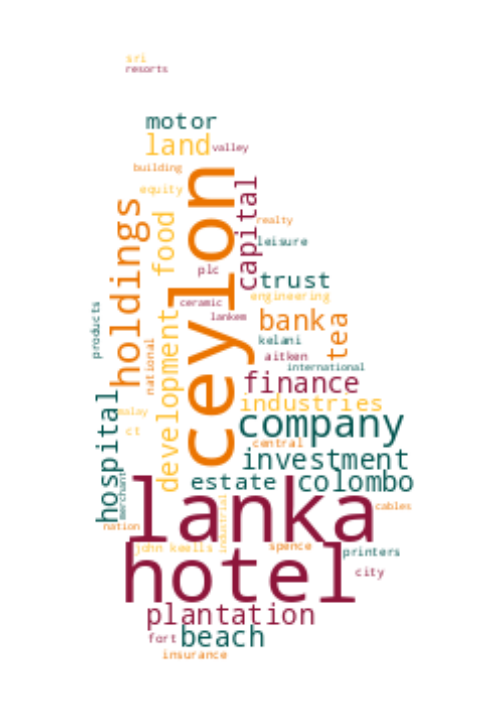 sri
resorts
motor
land
valley
building
equity
ceylon
capital
holdings
food
realty
leisure
plc
trust
engineering
ceramic
lankem
products
bank
tea
kelani
national
development
aitken
international
finance
hospital
industries
malay
company
ct
central
investment
merchant
estate
colombo
lanka
industrial
cables
nation
john keells
spence
printers
hotel
city
plantation
fort
beach
insurance